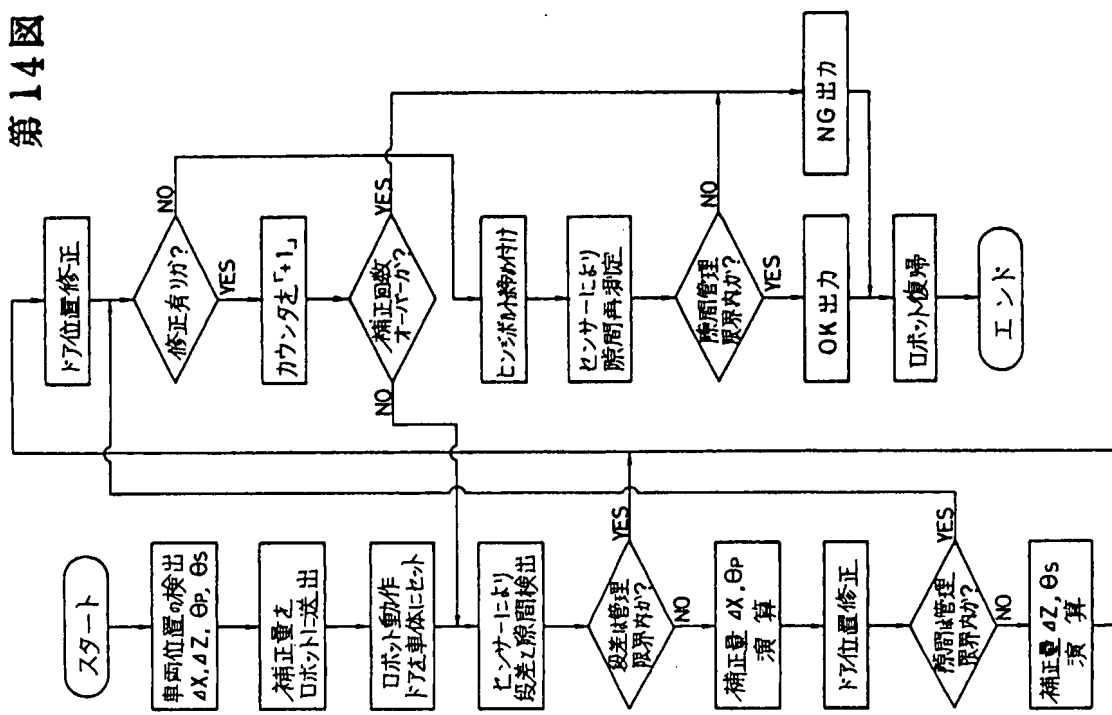 第14図
スタート
車両位置の検出
ΔX,ΔZ,θP,θS
補正量を
ロボットに送出
ロボット動作
ドアを車体にセット
センサーにより
段差と隙間検出
段差は管理
限界内か?
YES
NO
補正量 ΔX,θP
演算
ドア位置修正
隙間は管理
限界内か?
YES
NO
補正量 ΔZ,θS
演算
ドア位置修正
修正有りか?
NO
YES
カウンタを「+1」
補正回数
オーバーか?
YES
NO
ヒンジボルト締め付け
センサーにより
隙間再測定
隙間管理
限界内か?
NO
YES
OK出力
NG出力
ロボット復帰
エンド